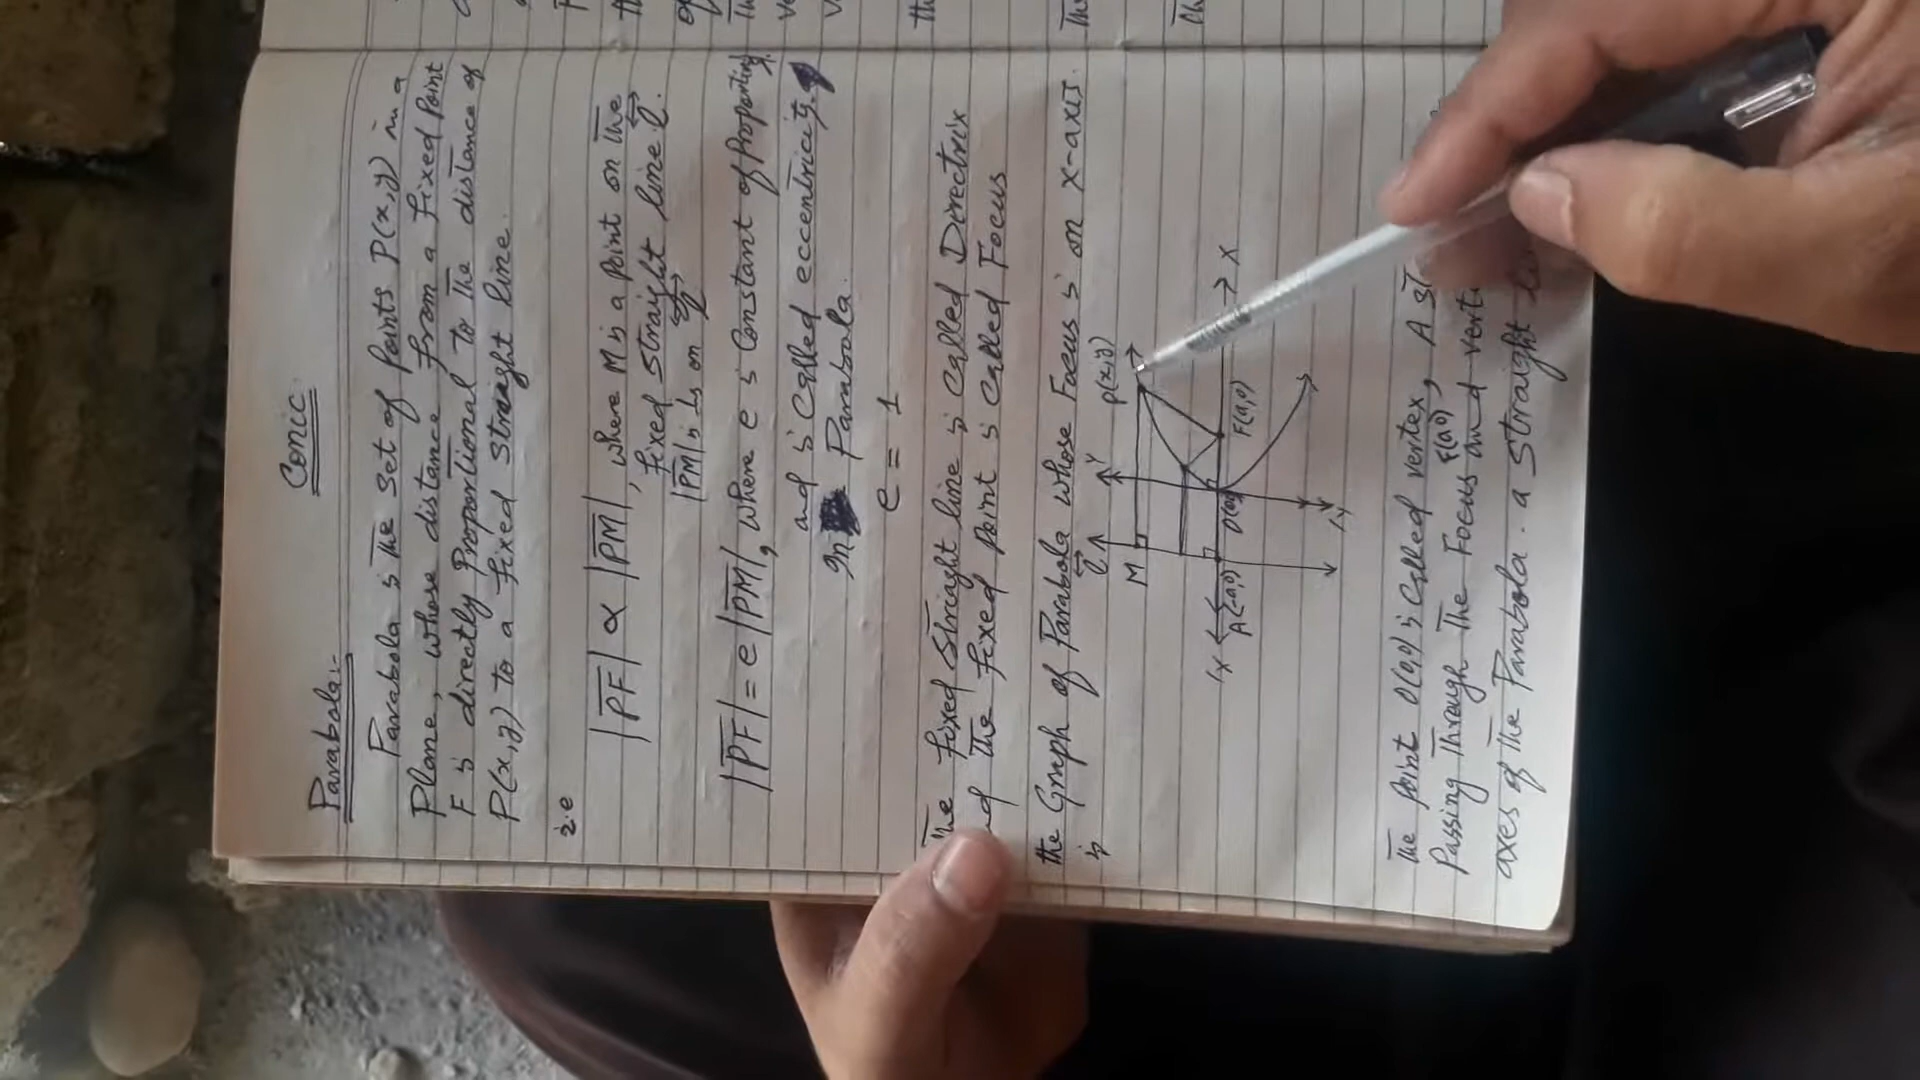 Conic
Parabola:-
Parabola is the set of Points P(x,y) in a
Plane, whose distance from a fixed Point
F is directly Proportional to the distance of
P(x,y) to a fixed straight line.
i.e
|PF| ∝ |PM|, where M is a point on the
fixed straight line l.
|PM| is on
|PF| = e|PM|, where e is Constant of
and is called eccentricity.
In Parabola.
e = 1
The fixed Striaght line is called Directrix
and The fixed point is called Focus
the Graph of Parabola whose Focus is on x-axis.
is
l Y P(x,y)
M
X
A(-a,0) O(0,0) F(a,0)
The point O(0,0) is called vertex, A
F(a,0)
Passing through The Focus and
axes of The Parabola. a straight